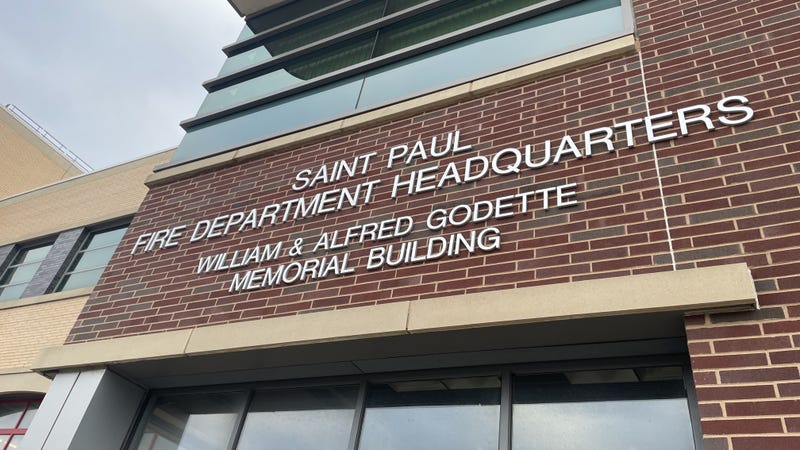 SAINT PAUL
FIRE DEPARTMENT HEADQUARTERS
WILLIAM & ALFRED GODETTE
MEMORIAL BUILDING